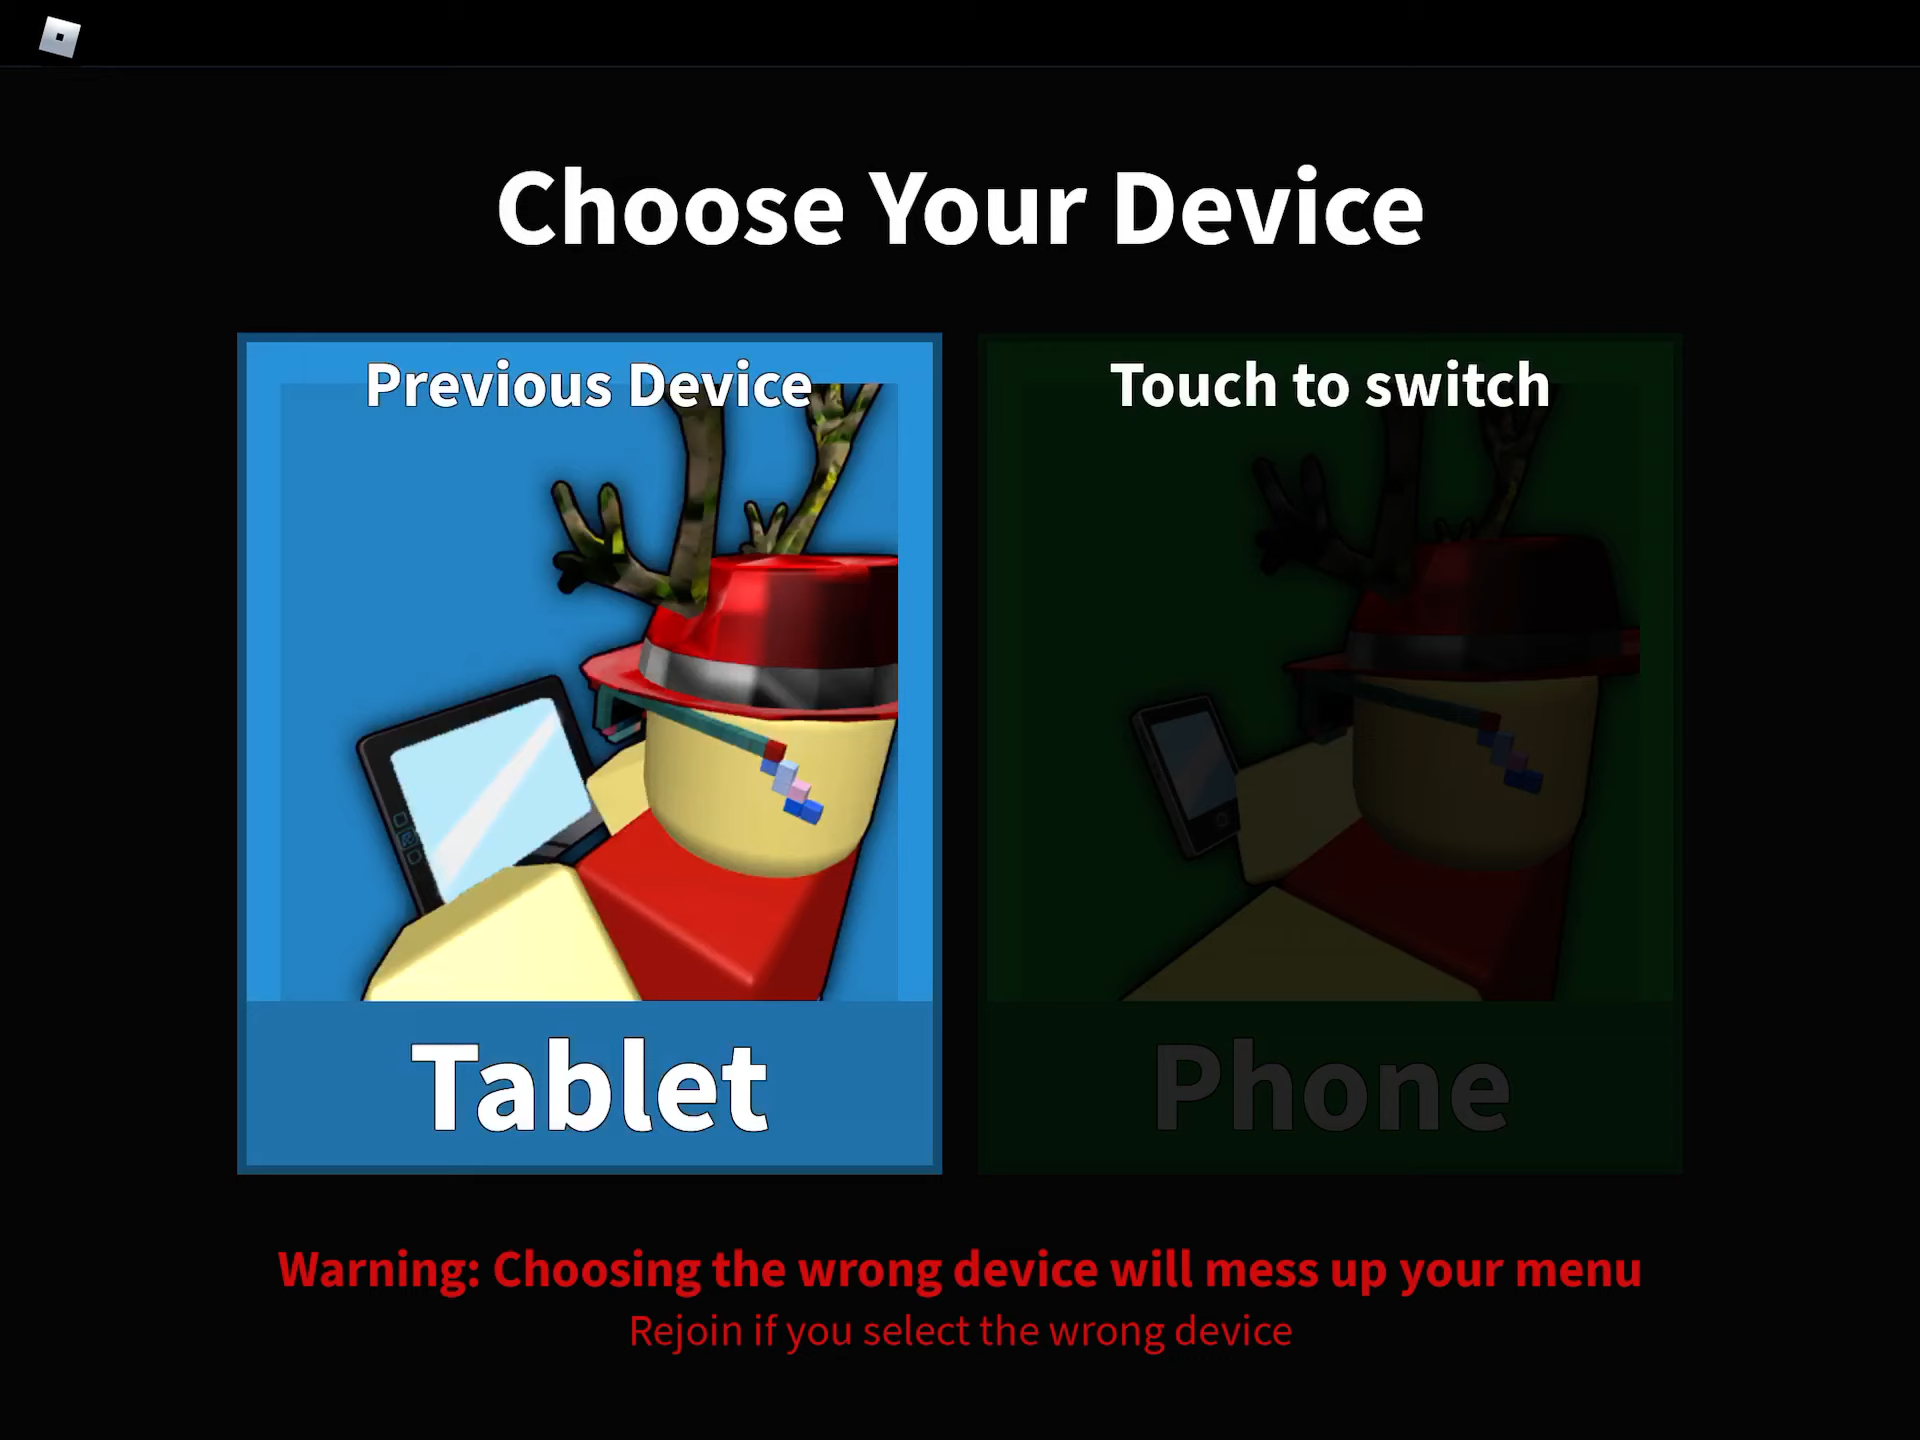 Choose Your Device
Previous Device
Touch to switch
Tablet
Phone
Warning: Choosing the wrong device will mess up your menu
Rejoin if you select the wrong device